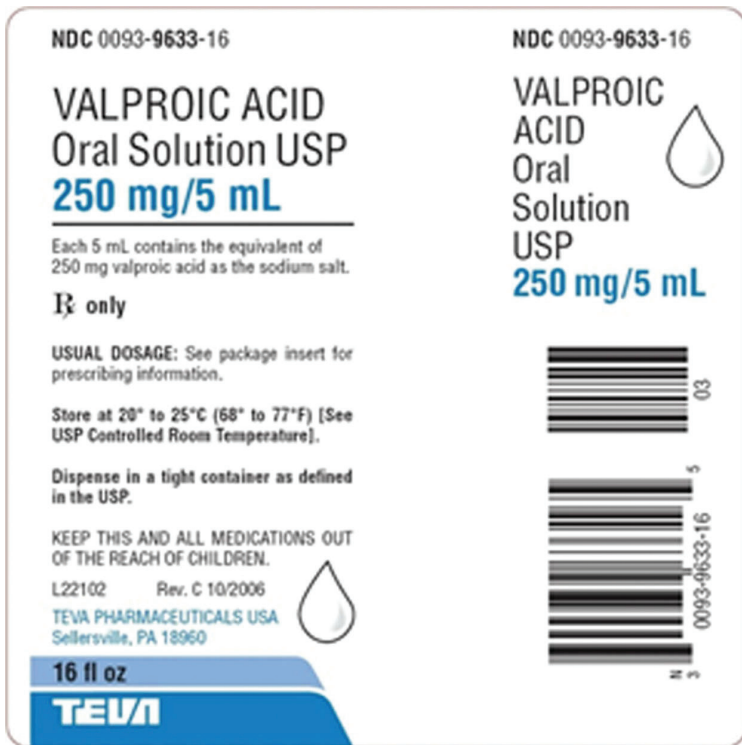 NDC 0093-9633-16
VALPROIC ACID
Oral Solution USP
250 mg/5 mL
Each 5 mL contains the equivalent of
250 mg valproic acid as the sodium salt.
Rx only
USUAL DOSAGE: See package insert for
prescribing information.
Store at 20° to 25°C (68° to 77°F) [See
USP Controlled Room Temperature].
Dispense in a tight container as defined
in the USP.
KEEP THIS AND ALL MEDICATIONS OUT
OF THE REACH OF CHILDREN.
L22102 Rev. C 10/2006
TEVA PHARMACEUTICALS USA
Sellersville, PA 18960
16 fl oz
TEVA
NDC 0093-9633-16
VALPROIC
ACID
Oral
Solution
USP
250 mg/5 mL
03
5
0093-9633-16
N
3